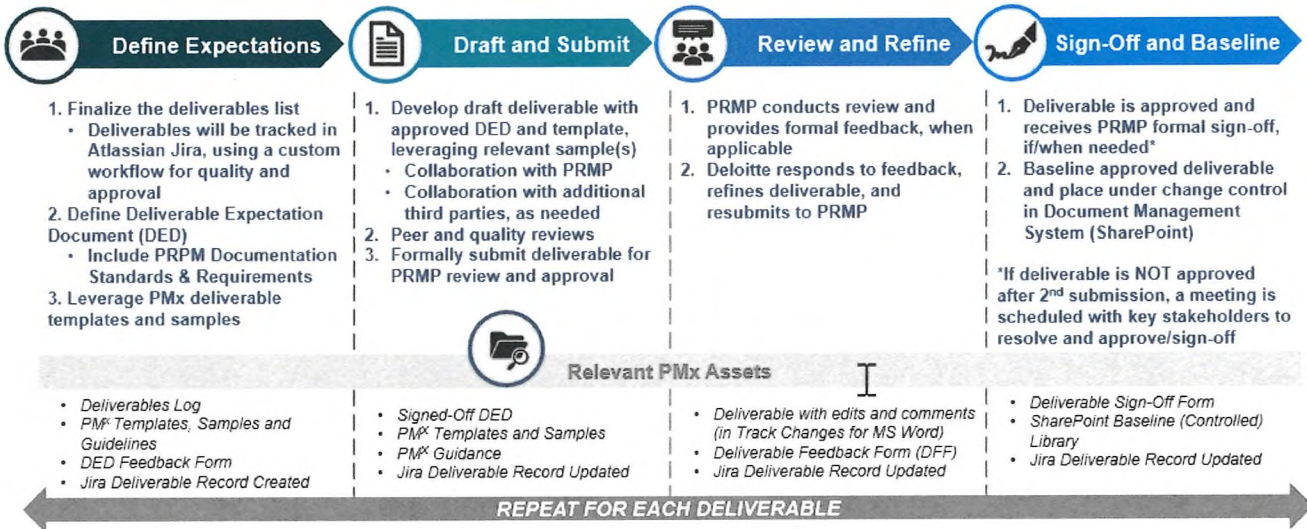 Define Expectations
Draft and Submit
Review and Refine
Sign-Off and Baseline
1. Finalize the deliverables list
• Deliverables will be tracked in
Atlassian Jira, using a custom
workflow for quality and
approval
2. Define Deliverable Expectation
Document (DED)
• Include PRPM Documentation
Standards & Requirements
3. Leverage PMx deliverable
templates and samples
1. Develop draft deliverable with
approved DED and template,
leveraging relevant sample(s)
• Collaboration with PRMP
• Collaboration with additional
third parties, as needed
2. Peer and quality reviews
3. Formally submit deliverable for
PRMP review and approval
1. PRMP conducts review and
provides formal feedback, when
applicable
2. Deloitte responds to feedback,
refines deliverable, and
resubmits to PRMP
1. Deliverable is approved and
receives PRMP formal sign-off,
if/when needed*
2. Baseline approved deliverable
and place under change control
in Document Management
System (SharePoint)
*If deliverable is NOT approved
after 2nd submission, a meeting is
scheduled with key stakeholders to
resolve and approve/sign-off
Relevant PMx Assets
• Deliverables Log
• PMx Templates, Samples and
Guidelines
• DED Feedback Form
• Jira Deliverable Record Created
• Signed-Off DED
• PMX Templates and Samples
• PMX Guidance
• Jira Deliverable Record Updated
• Deliverable with edits and comments
(in Track Changes for MS Word)
• Deliverable Feedback Form (DFF)
• Jira Deliverable Record Updated
• Deliverable Sign-Off Form
• SharePoint Baseline (Controlled)
Library
• Jira Deliverable Record Updated
REPEAT FOR EACH DELIVERABLE